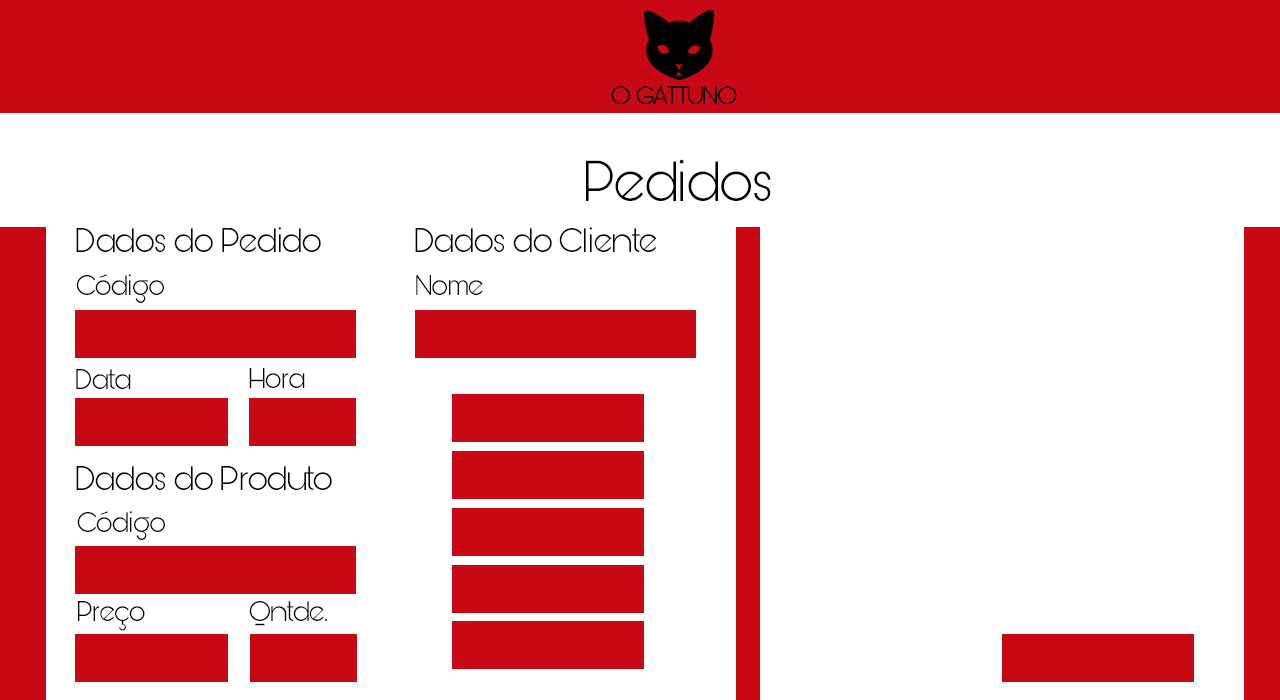 O GATTUNO
Pedidos
Dados do Pedido
Código
Data
Hora
Dados do Produto
Código
Preço
Qntde.
Dados do Cliente
Nome